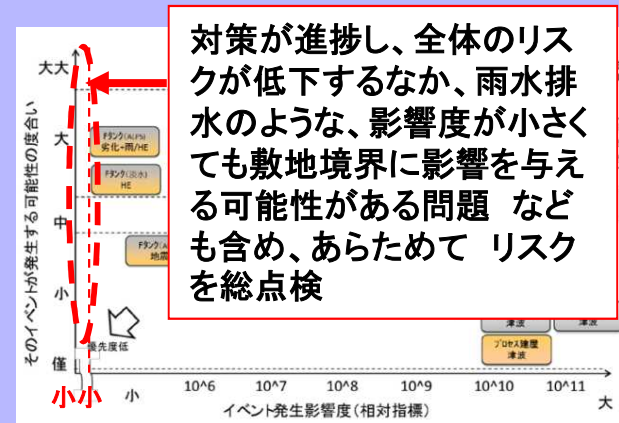 対策が進捗し、全体のリス
クが低下するなか、雨水排
水のような、影響度が小さく
ても敷地境界に影響を与え
る可能性がある問題 など
も含め、あらためて リスク
を総点検
そのイベントが発生する可能性の度合い
大大
大
中
小
僅
Fタンク(ALPS)
劣化+雨/HE
Fタンク(淡水)
HE
Fタンク(A
地震
優先度低
津波
津波
プロセス建屋
津波
小小
小
10^6
10^7
10^8
10^9
10^10
10^11
大
イベント発生影響度(相対指標)